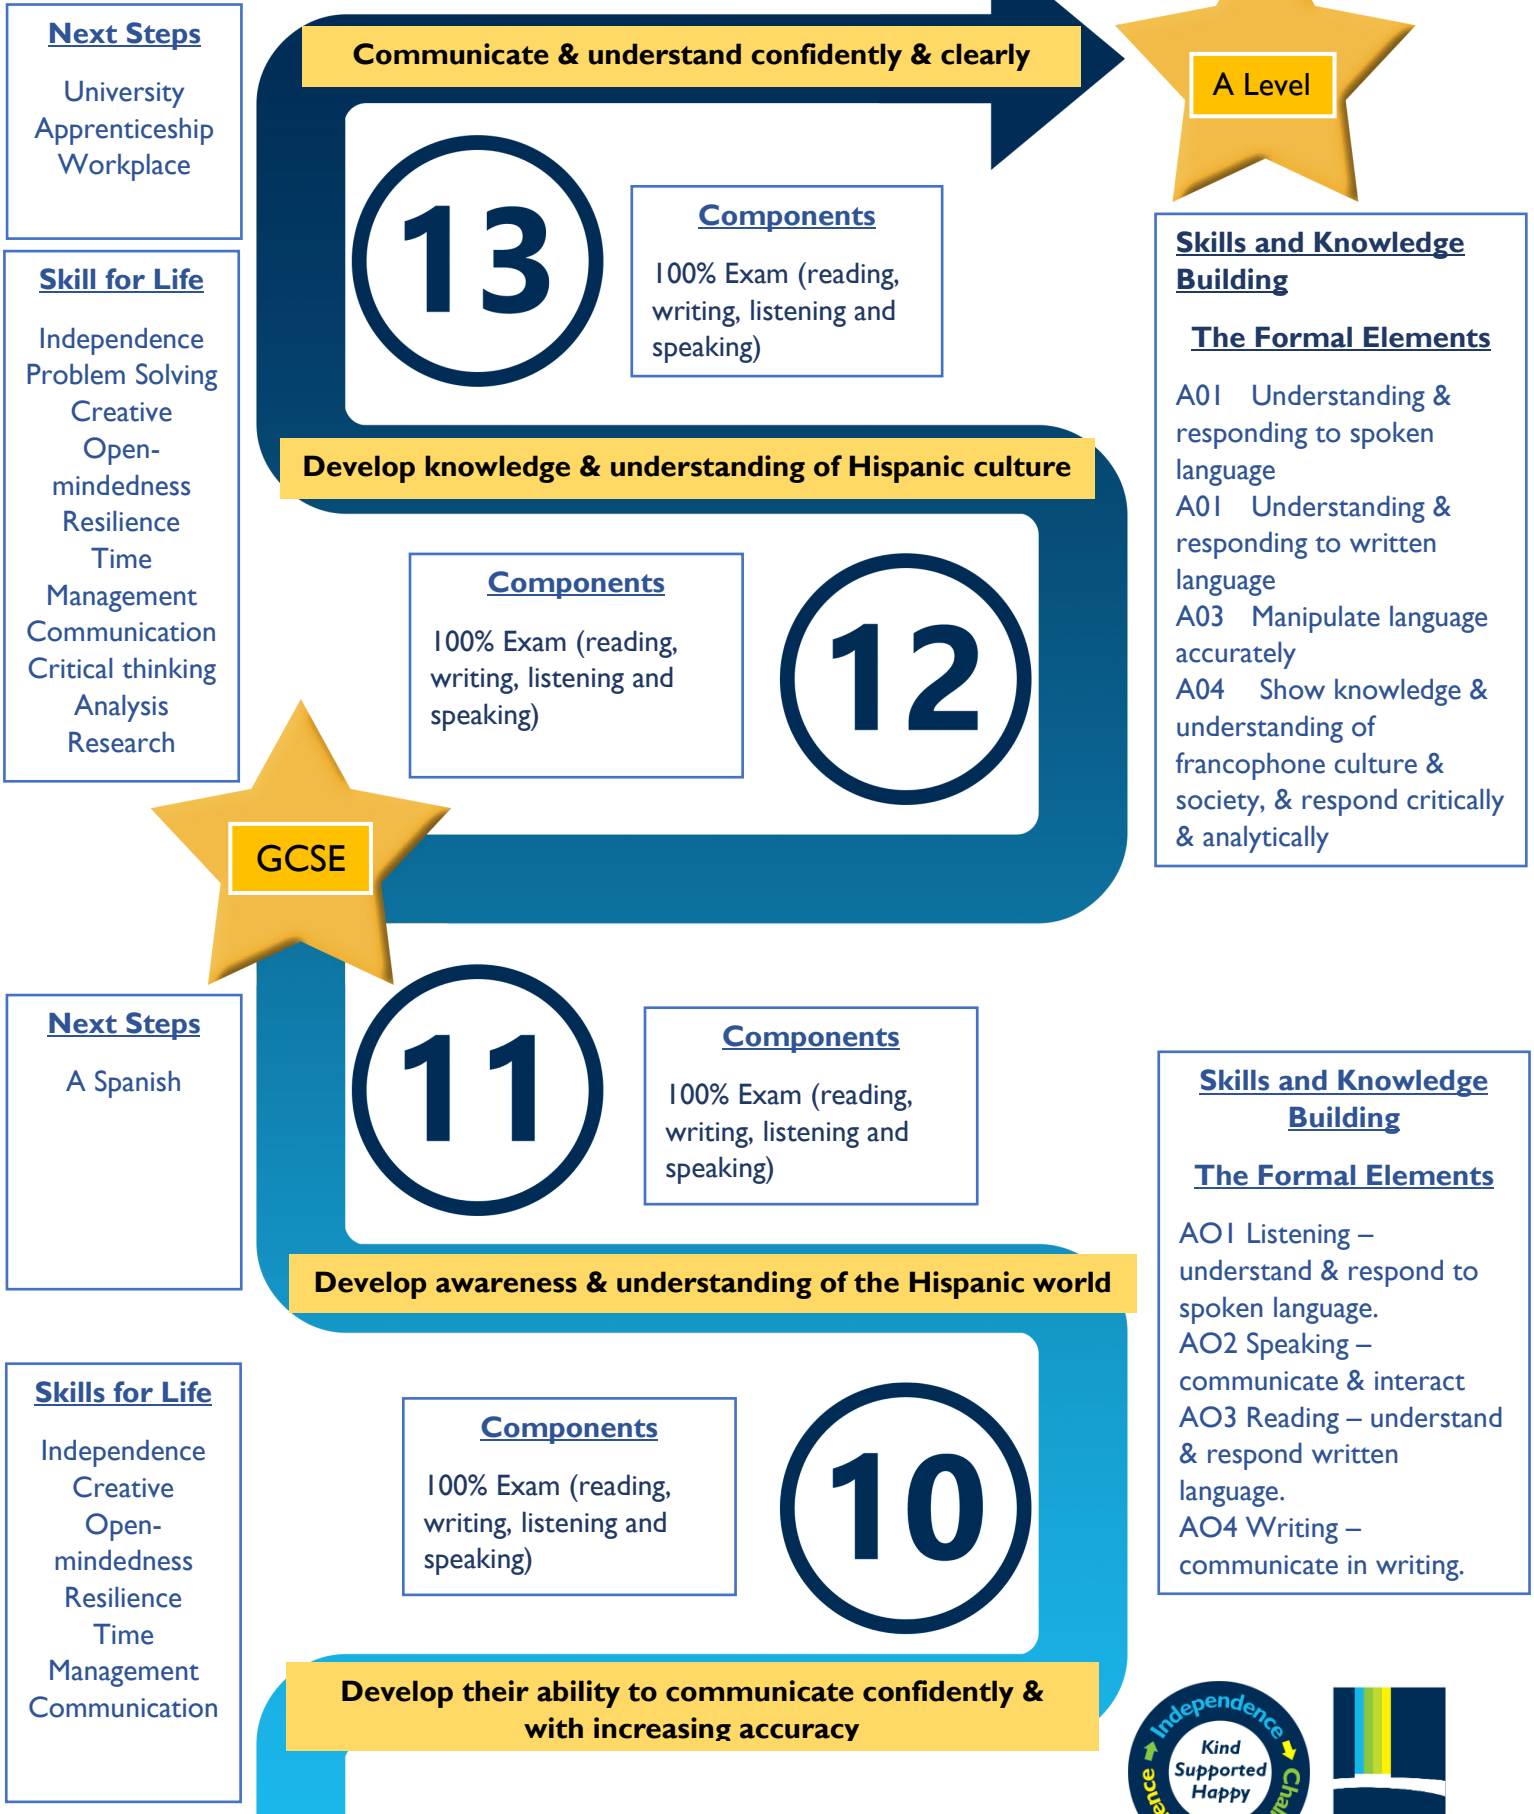 Next Steps
University
Apprenticeship
Workplace
Communicate & understand confidently & clearly
A Level
13
Components
100% Exam (reading,
writing, listening and
speaking)
Skill for Life
Independence
Problem Solving
Creative
Open-
mindedness
Resilience
Time
Management
Communication
Critical thinking
Analysis
Research
Skills and Knowledge
Building
The Formal Elements
A01 Understanding &
responding to spoken
language
A01 Understanding &
responding to written
language
A03 Manipulate language
accurately
A04 Show knowledge &
understanding of
francophone culture &
society, & respond critically
& analytically
Develop knowledge & understanding of Hispanic culture
Components
100% Exam (reading,
writing, listening and
speaking)
12
GCSE
Next Steps
A Spanish
11
Components
100% Exam (reading,
writing, listening and
speaking)
Skills and Knowledge
Building
The Formal Elements
AO1 Listening –
understand & respond to
spoken language.
AO2 Speaking –
communicate & interact
AO3 Reading – understand
& respond written
language.
AO4 Writing –
communicate in writing.
Develop awareness & understanding of the Hispanic world
Skills for Life
Independence
Creative
Open-
mindedness
Resilience
Time
Management
Communication
Components
100% Exam (reading,
writing, listening and
speaking)
10
Develop their ability to communicate confidently &
with increasing accuracy
Independence
Kind
Supported
Happy